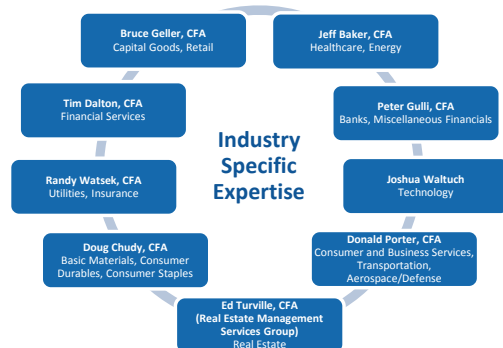 Bruce Geller, CFA
Capital Goods, Retail
Jeff Baker, CFA
Healthcare, Energy
Tim Dalton, CFA
Financial Services
Peter Gulli, CFA
Banks, Miscellaneous Financials
Industry
Specific
Expertise
Randy Watsek, CFA
Utilities, Insurance
Joshua Waltuch
Technology
Doug Chudy, CFA
Basic Materials, Consumer
Durables, Consumer Staples
Donald Porter, CFA
Consumer and Business Services,
Transportation,
Aerospace/Defense
Ed Turville, CFA
(Real Estate Management
Services Group)
Real Estate